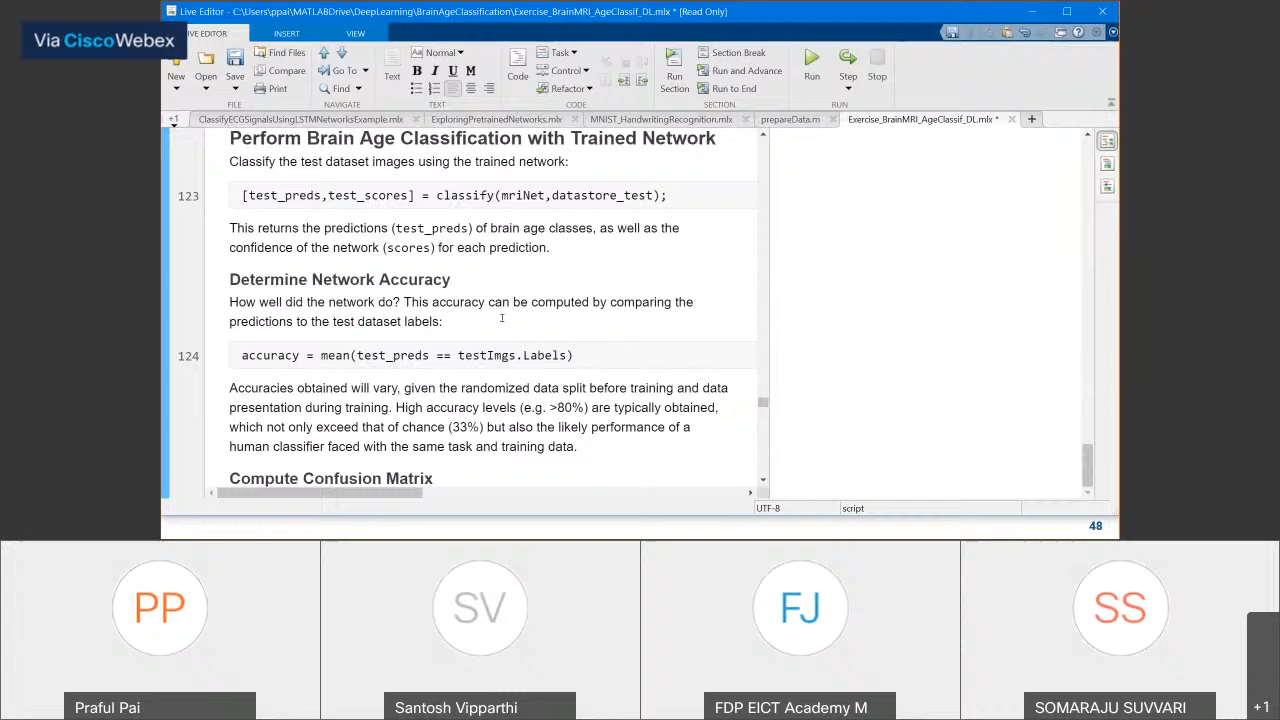 Live Editor - C:\Users\ppai\MATLABDrive\DeepLearning\BrainAgeClassification\Exercise_BrainMRI_AgeClassif_DL.mlx * [Read Only]
Via CiscoWebex
VE EDITOR INSERT VIEW
New Open Save
Find Files
Compare
Print
Go To
Find
Text
Normal
B I U M
Code
Task
Control
Refactor
Run Section
Section Break
Run and Advance
Run to End
Run Step Stop
FILE NAVIGATE TEXT CODE SECTION RUN
+1 ClassifyECGSignalsUsingLSTMNetworksExample.mlx ExploringPretrainedNetworks.mlx MNIST_HandwritingRecognition.mlx prepareData.m Exercise_BrainMRI_AgeClassif_DL.mlx *
Perform Brain Age Classification with Trained Network
Classify the test dataset images using the trained network:
123 [test_preds,test_scores] = classify(mriNet,datastore_test);
This returns the predictions (test_preds) of brain age classes, as well as the
confidence of the network (scores) for each prediction.
Determine Network Accuracy
How well did the network do? This accuracy can be computed by comparing the
predictions to the test dataset labels:
124 accuracy = mean(test_preds == testImgs.Labels)
Accuracies obtained will vary, given the randomized data split before training and data
presentation during training. High accuracy levels (e.g. >80%) are typically obtained,
which not only exceed that of chance (33%) but also the likely performance of a
human classifier faced with the same task and training data.
Compute Confusion Matrix
UTF-8 script
48
PP SV FJ SS
Praful Pai Santosh Vipparthi FDP EICT Academy M SOMARAJU SUVVARI +1